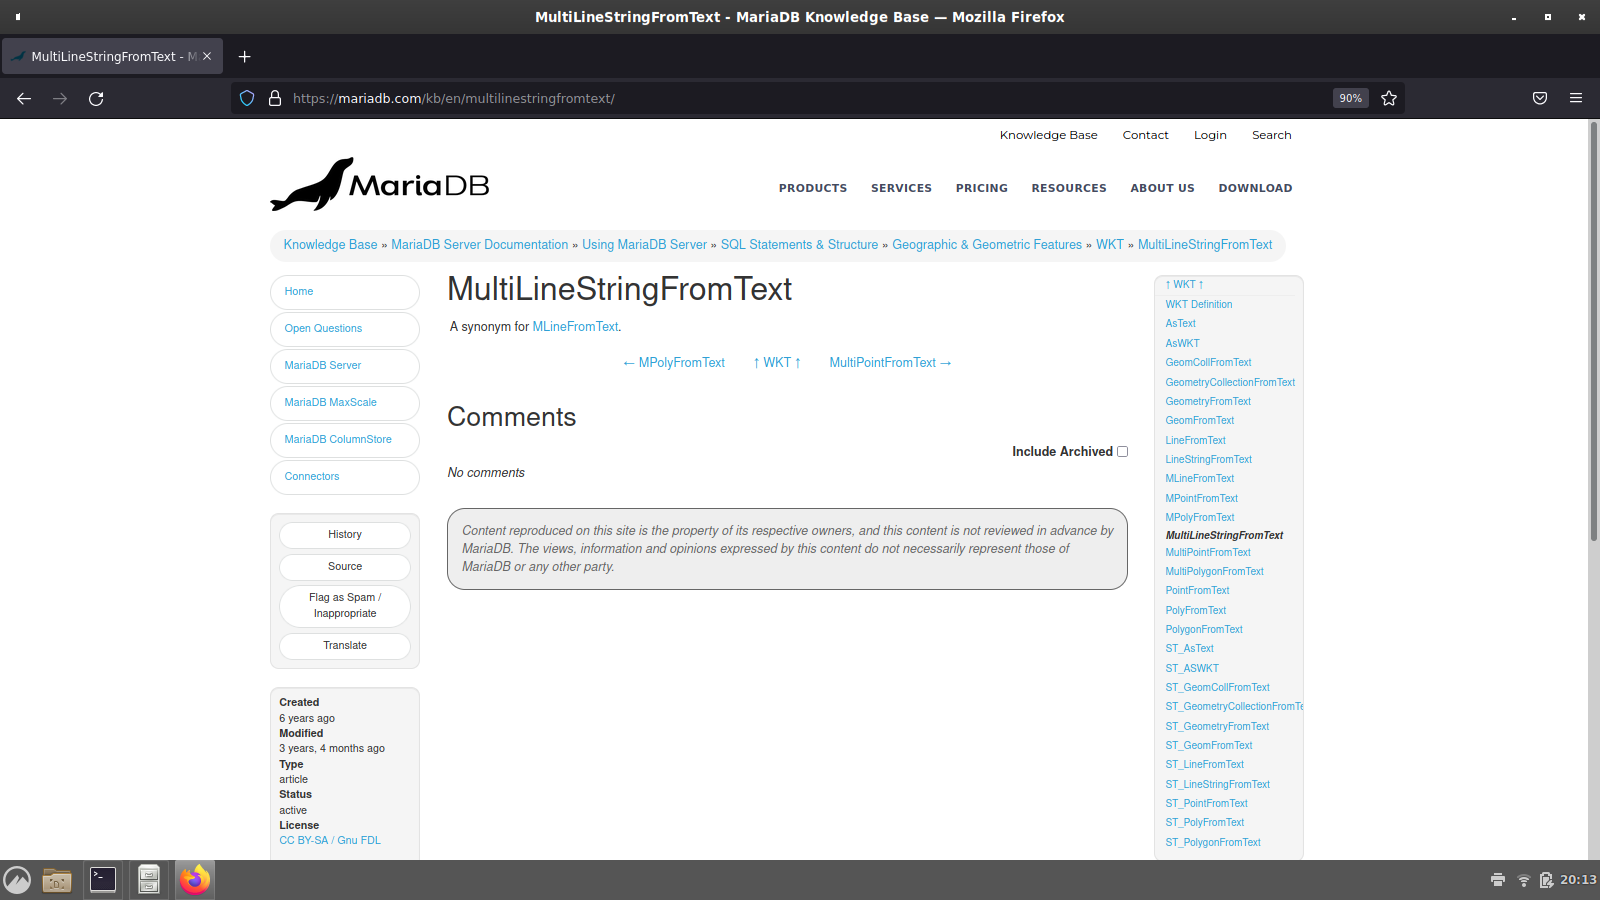 MultiLineStringFromText - MariaDB Knowledge Base — Mozilla Firefox
MultiLineStringFromText - M
https://mariadb.com/kb/en/multilinestringfromtext/
90%
Knowledge Base Contact Login Search
MariaDB
PRODUCTS SERVICES PRICING RESOURCES ABOUT US DOWNLOAD
Knowledge Base » MariaDB Server Documentation » Using MariaDB Server » SQL Statements & Structure » Geographic & Geometric Features » WKT » MultiLineStringFromText
Home
Open Questions
MariaDB Server
MariaDB MaxScale
MariaDB ColumnStore
Connectors
History
Source
Flag as Spam /
Inappropriate
Translate
Created
6 years ago
Modified
3 years, 4 months ago
Type
article
Status
active
License
CC BY-SA / Gnu FDL
MultiLineStringFromText
A synonym for MLineFromText.
← MPolyFromText ↑ WKT ↑ MultiPointFromText →
Comments
Include Archived
No comments
Content reproduced on this site is the property of its respective owners, and this content is not reviewed in advance by
MariaDB. The views, information and opinions expressed by this content do not necessarily represent those of
MariaDB or any other party.
↑ WKT ↑
WKT Definition
AsText
AsWKT
GeomCollFromText
GeometryCollectionFromText
GeometryFromText
GeomFromText
LineFromText
LineStringFromText
MLineFromText
MPointFromText
MPolyFromText
MultiLineStringFromText
MultiPointFromText
MultiPolygonFromText
PointFromText
PolyFromText
PolygonFromText
ST_AsText
ST_ASWKT
ST_GeomCollFromText
ST_GeometryCollectionFromTe
ST_GeometryFromText
ST_GeomFromText
ST_LineFromText
ST_LineStringFromText
ST_PointFromText
ST_PolyFromText
ST_PolygonFromText
20:13